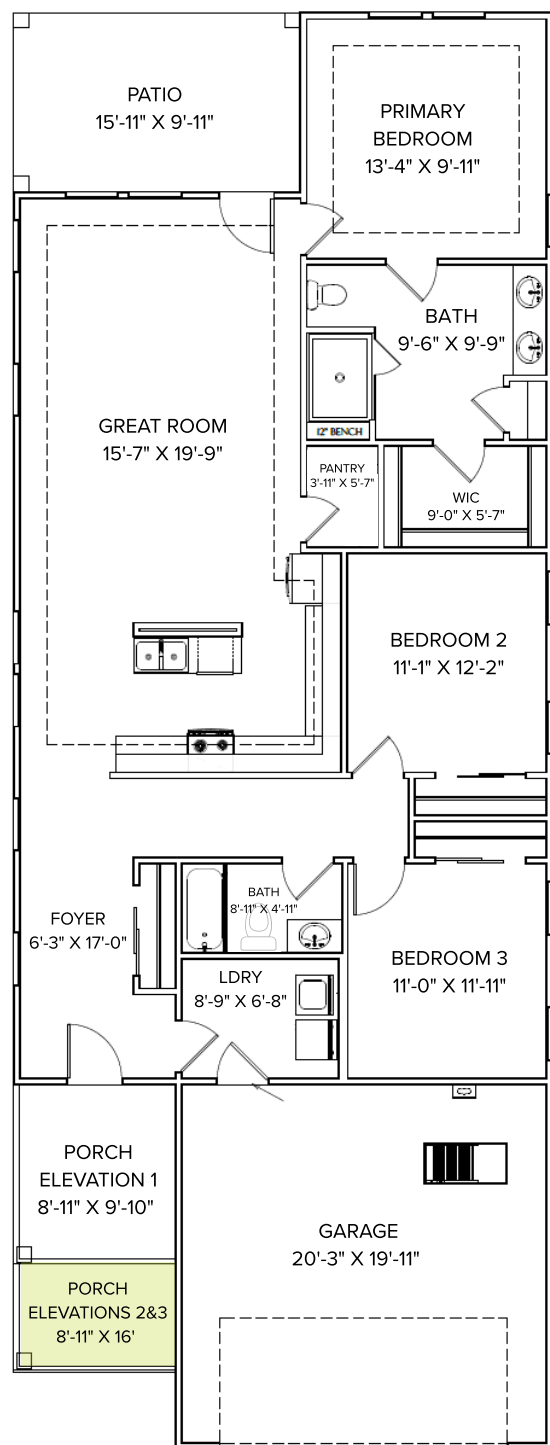 PATIO
15'-11" X 9'-11"
PRIMARY
BEDROOM
13'-4" X 9'-11"
BATH
9'-6" X 9'-9"
GREAT ROOM
15'-7" X 19'-9"
12" BENCH
PANTRY
3'-11" X 5'-7"
WIC
9'-0" X 5'-7"
BEDROOM 2
11'-1" X 12'-2"
BATH
8'-11" X 4'-11"
FOYER
6'-3" X 17'-0"
BEDROOM 3
11'-0" X 11'-11"
LDRY
8'-9" X 6'-8"
PORCH
ELEVATION 1
8'-11" X 9'-10"
GARAGE
20'-3" X 19'-11"
PORCH
ELEVATIONS 2&3
8'-11" X 16'